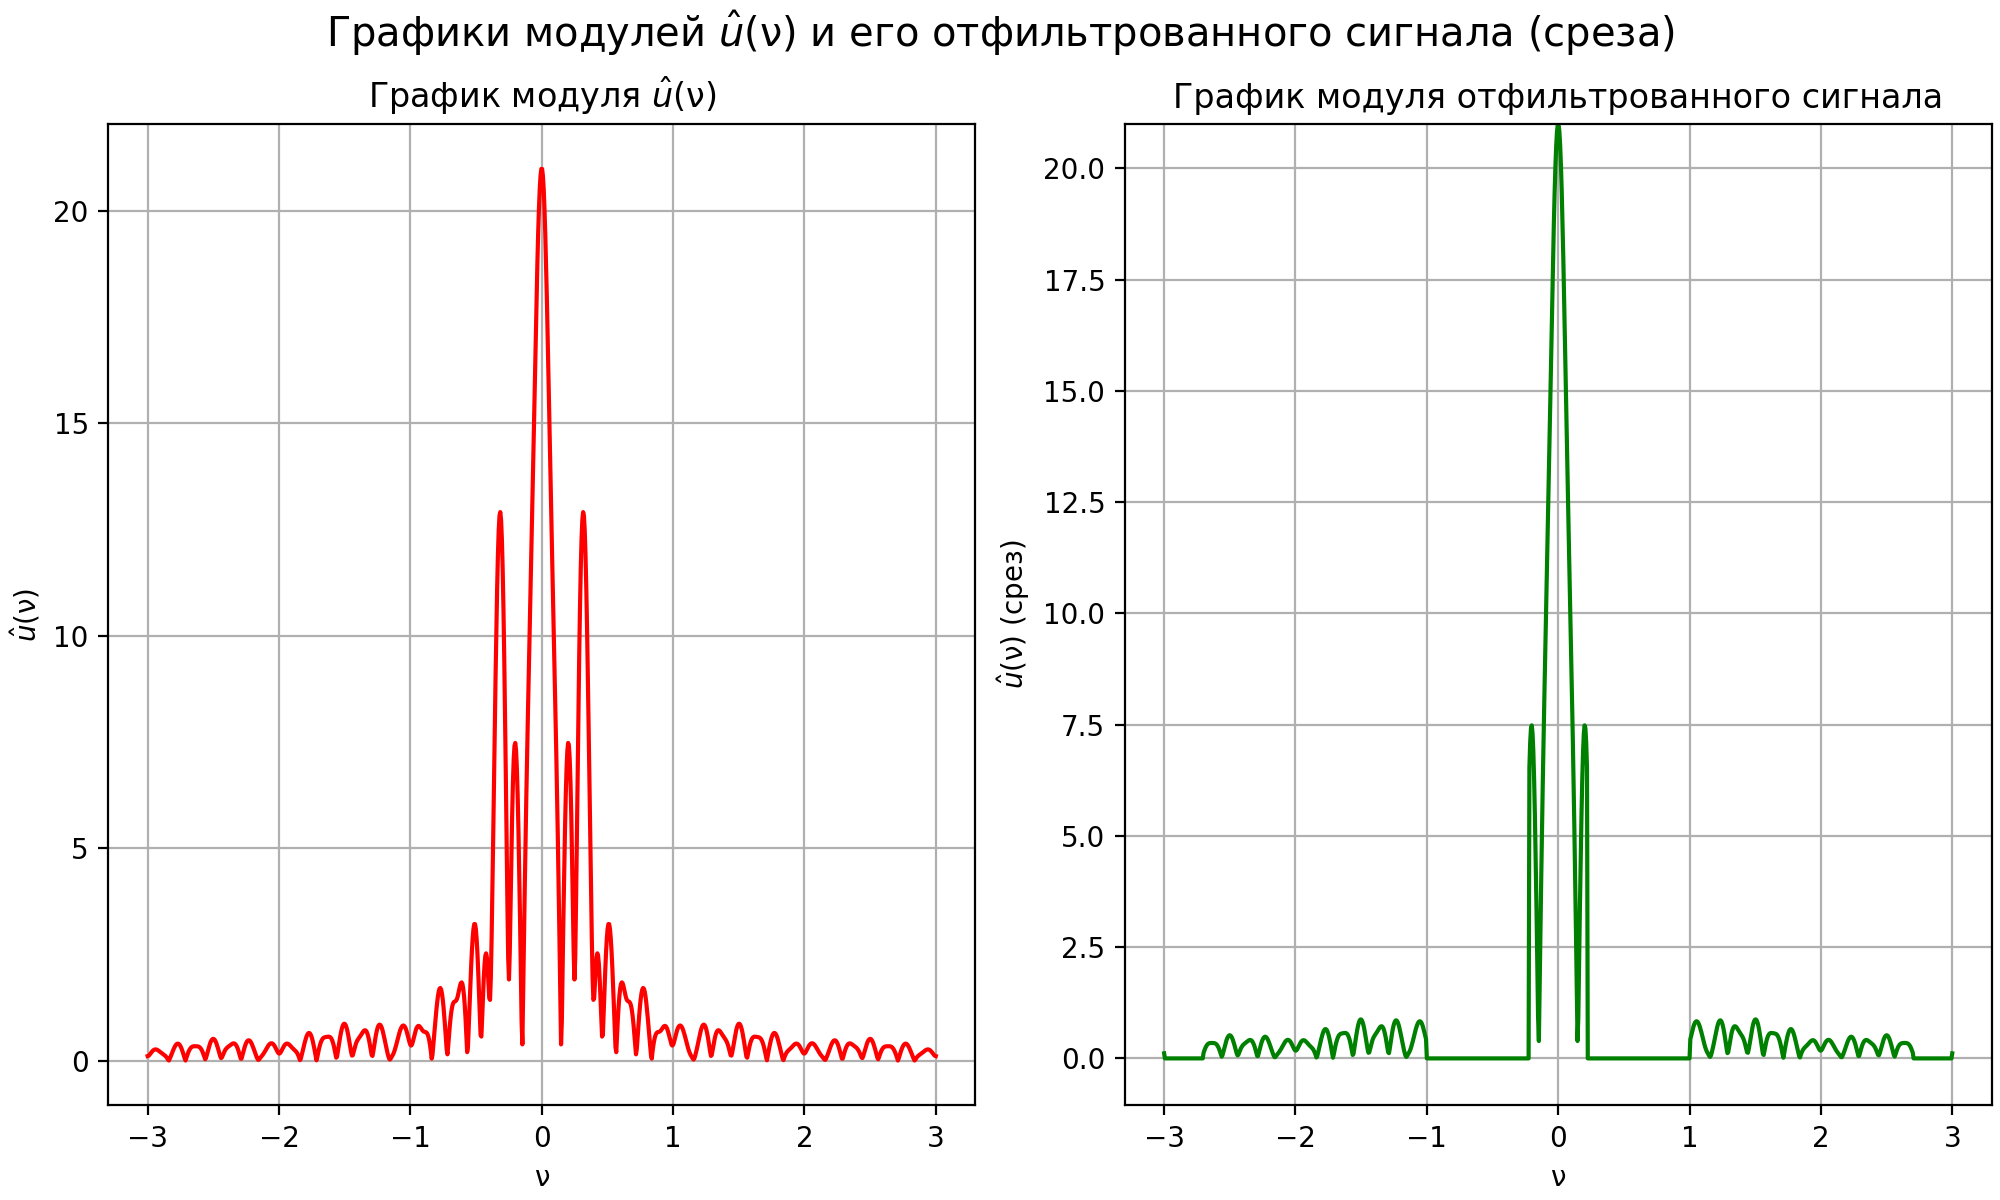 Графики модулей û(ν) и его отфильтрованного сигнала (среза)
График модуля û(ν)
û(ν)
20
15
10
5
0
−3 −2 −1 0 1 2 3
ν
График модуля отфильтрованного сигнала
û(ν) (срез)
20.0
17.5
15.0
12.5
10.0
7.5
5.0
2.5
0.0
−3 −2 −1 0 1 2 3
ν